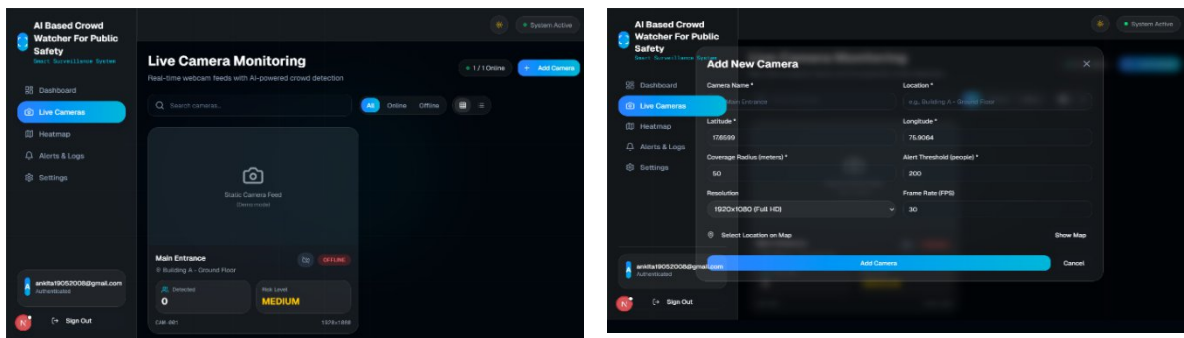 AI Based Crowd
Watcher For Public
Safety
Smart Surveillance System
System Active
Live Camera Monitoring
Real-time webcam feeds with AI-powered crowd detection
1 / 1 Online
+ Add Camera
Dashboard
Live Cameras
Heatmap
Alerts & Logs
Settings
Search cameras...
All Online Offline
Static Camera Feed
(Demo mode)
Main Entrance
OFFLINE
Building A - Ground Floor
Detected
0
Risk Level
MEDIUM
CAM-001
ankita19052008@gmail.com
Authenticated
N
Sign Out
AI Based Crowd
Watcher For Public
Safety
Smart Surveillance System
System Active
Add New Camera
Dashboard
Live Cameras
Heatmap
Alerts & Logs
Settings
Camera Name *
Location *
Main Entrance
e.g., Building A - Ground Floor
Latitude *
Longitude *
17.6599
75.9064
Coverage Radius (meters) *
Alert Threshold (people) *
50
200
Resolution
Frame Rate (FPS)
1920x1080 (Full HD)
30
Select Location on Map
Show Map
Add Camera
Cancel
ankita19052008@gmail.com
Authenticated
N
Sign Out